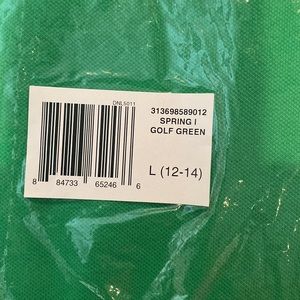 DNL5011
313698589012
SPRING I
GOLF GREEN
L (12-14)
8 84733 65246 6